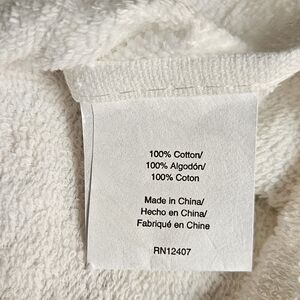 100% Cotton/
100% Algodón/
100% Coton
Made in China/
Hecho en China/
Fabriqué en Chine
RN12407